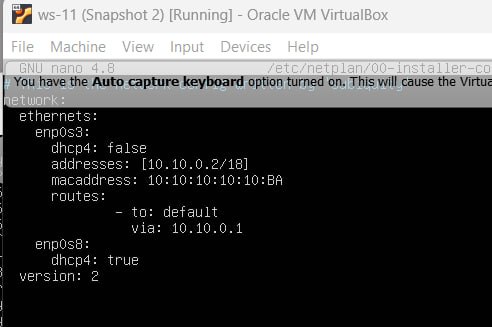 ws-11 (Snapshot 2) [Running] - Oracle VM VirtualBox
File Machine View Input Devices Help
GNU nano 4.8 /etc/netplan/00-installer-co
You have the Auto capture keyboard option turned on. This will cause the Virtua
network:
ethernets:
enp0s3:
dhcp4: false
addresses: [10.10.0.2/18]
macaddress: 10:10:10:10:10:BA
routes:
- to: default
via: 10.10.0.1
enp0s8:
dhcp4: true
version: 2